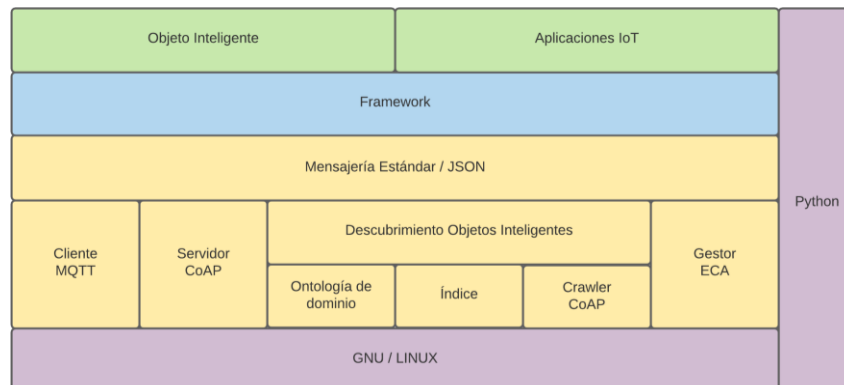 Objeto Inteligente
Aplicaciones IoT
Framework
Mensajería Estándar / JSON
Python
Cliente
MQTT
Servidor
CoAP
Descubrimiento Objetos Inteligentes
Gestor
ECA
Ontología de
dominio
Índice
Crawler
CoAP
GNU / LINUX